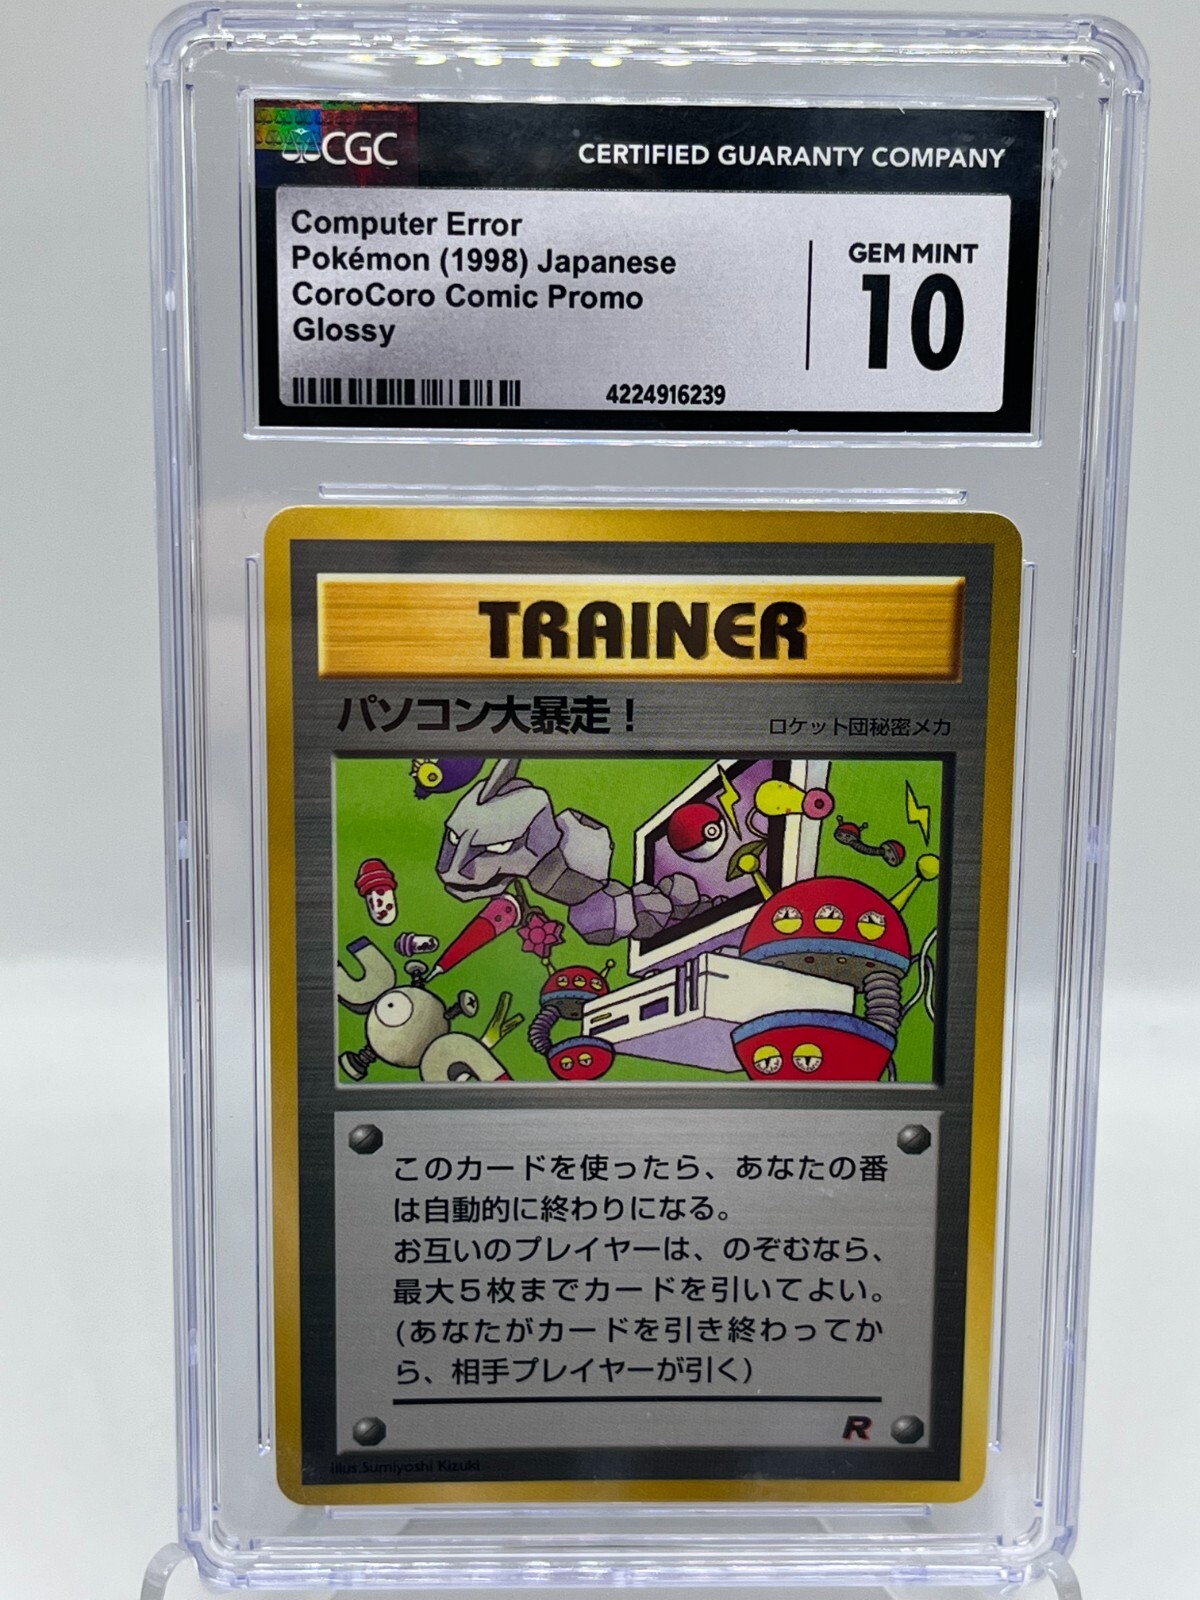 CGC
CERTIFIED GUARANTY COMPANY
Computer Error
Pokémon (1998) Japanese
CoroCoro Comic Promo
Glossy
GEM MINT
10
4224916239
TRAINER
パソコン大暴走！
ロケット団秘密メカ
このカードを使ったら、あなたの番
は自動的に終わりになる。
お互いのプレイヤーは、のぞむなら、
最大5枚までカードを引いてよい。
(あなたがカードを引き終わってか
ら、相手プレイヤーが引く)
R
Illus.Sumiyoshi Kizuki